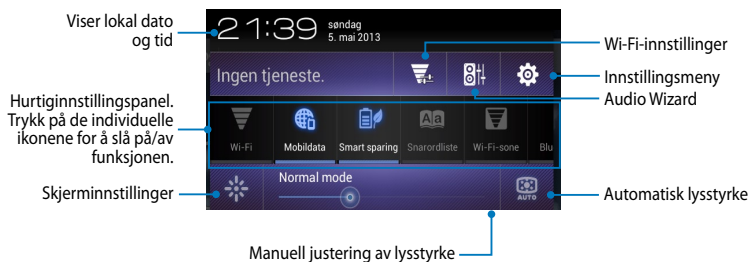 Viser lokal dato
og tid
21:39
søndag
5. mai 2013
Wi-Fi-innstillinger
Ingen tjeneste.
Innstillingsmeny
Audio Wizard
Hurtiginnstillingspanel.
Trykk på de individuelle
ikonene for å slå på/av
funksjonen.
Aa
Wi-Fi
Mobildata
Smart sparing
Snarordliste
Wi-Fi-sone
Blu
Skjerminnstillinger
Normal mode
AUTO
Automatisk lysstyrke
Manuell justering av lysstyrke